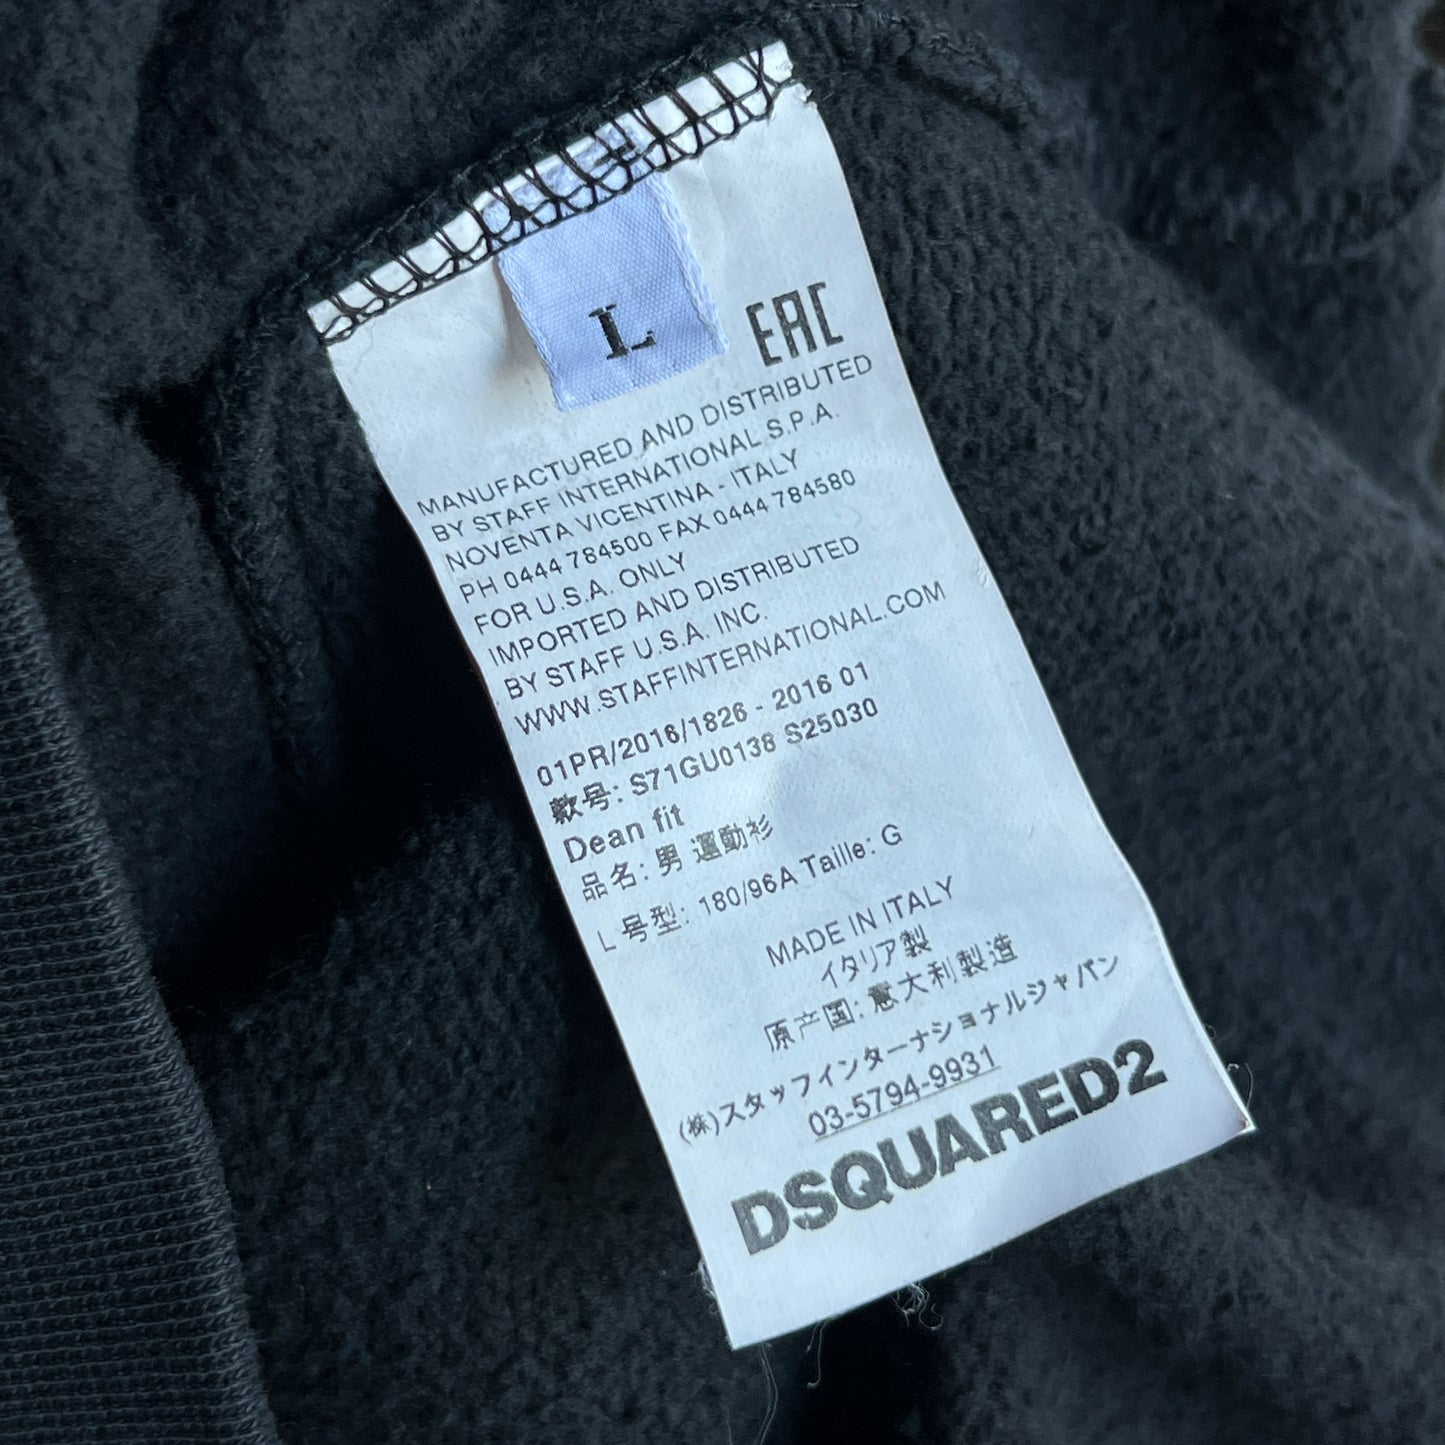 L
EAC
MANUFACTURED AND DISTRIBUTED
BY STAFF INTERNATIONAL S.P.A.
NOVENTA VICENTINA - ITALY
PH 0444 784500 FAX 0444 784580
FOR U.S.A. ONLY
IMPORTED AND DISTRIBUTED
BY STAFF U.S.A. INC.
WWW.STAFFINTERNATIONAL.COM
01PR/2016/1826 - 2016 01
款号: S71GU0138 S25030
Dean fit
品名: 男 運動衫
L 号型: 180/96A Taille: G
MADE IN ITALY
イタリア製
原产国: 意大利製造
(株)スタッフインターナショナルジャパン
03-5794-9931
DSQUARED2